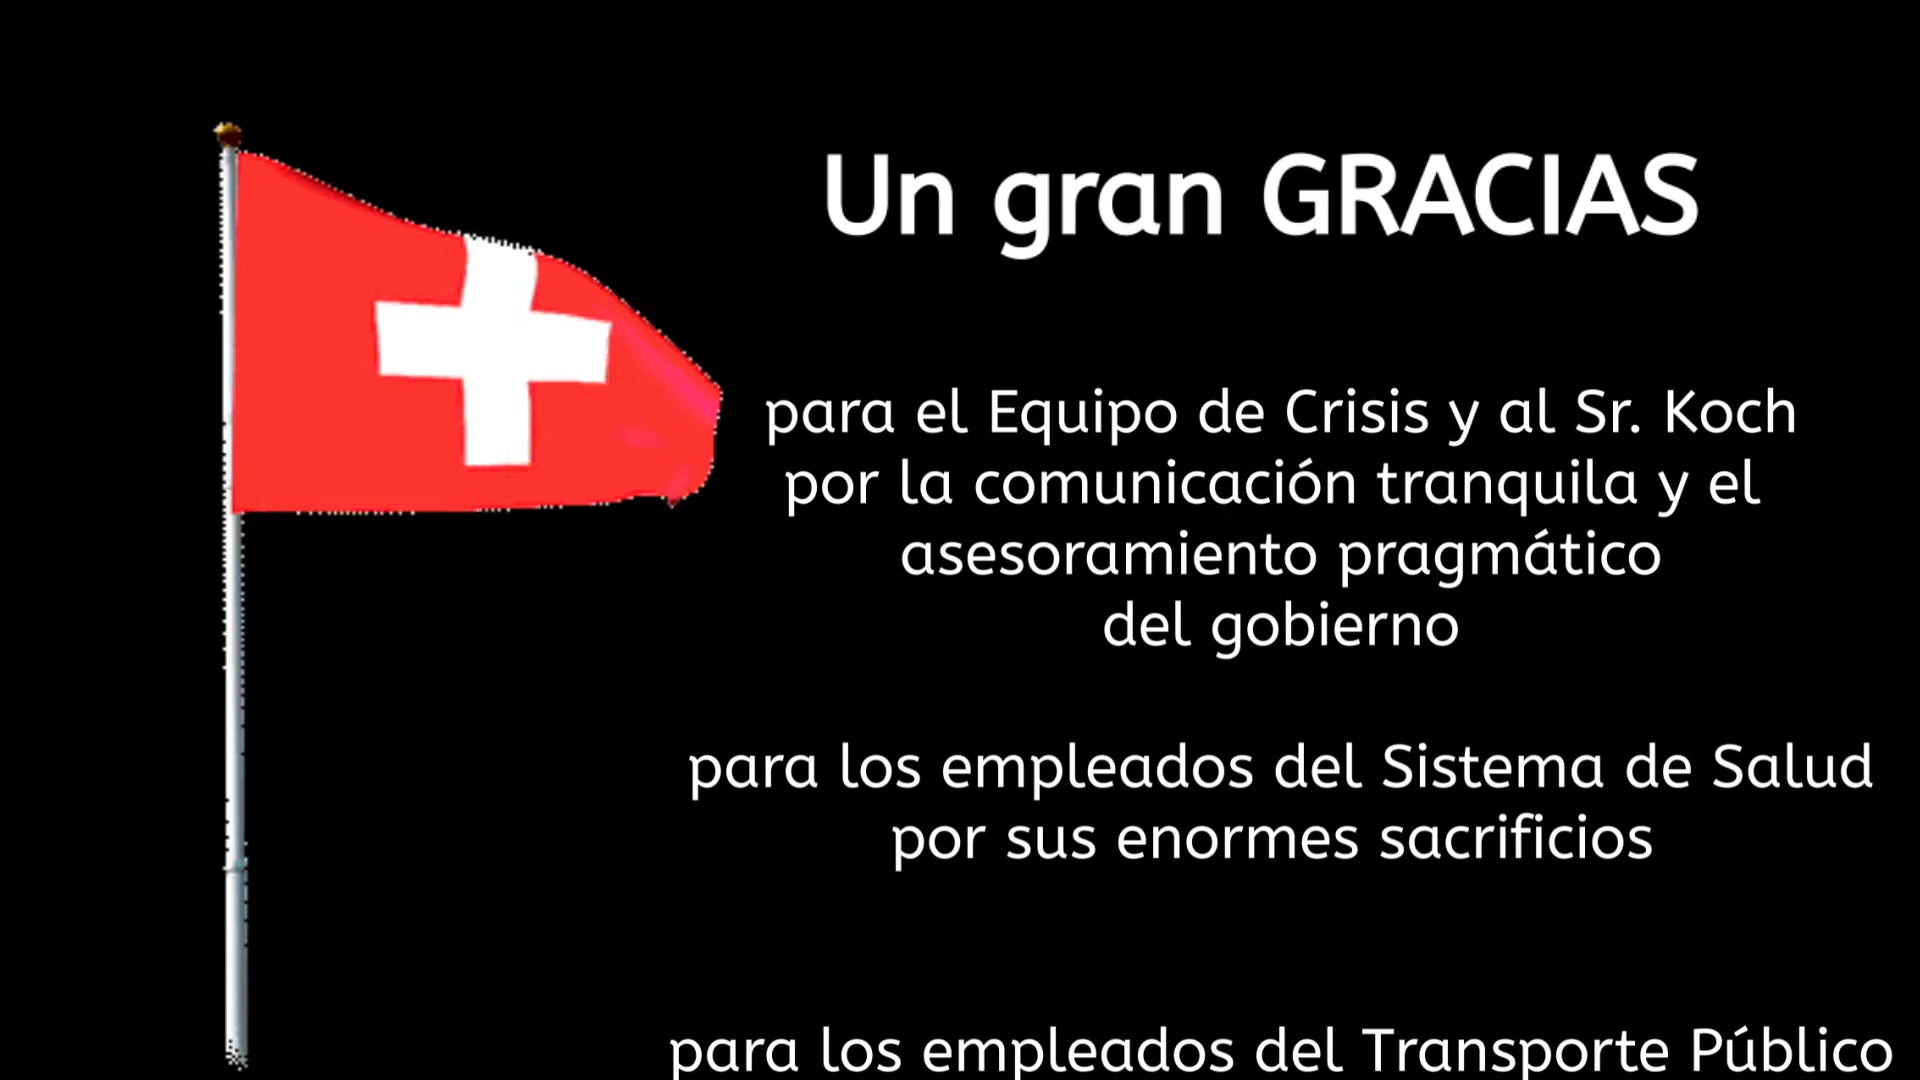 Un gran GRACIAS
para el Equipo de Crisis y al Sr. Koch
por la comunicación tranquila y el
asesoramiento pragmático
del gobierno
para los empleados del Sistema de Salud
por sus enormes sacrificios
para los empleados del Transporte Público